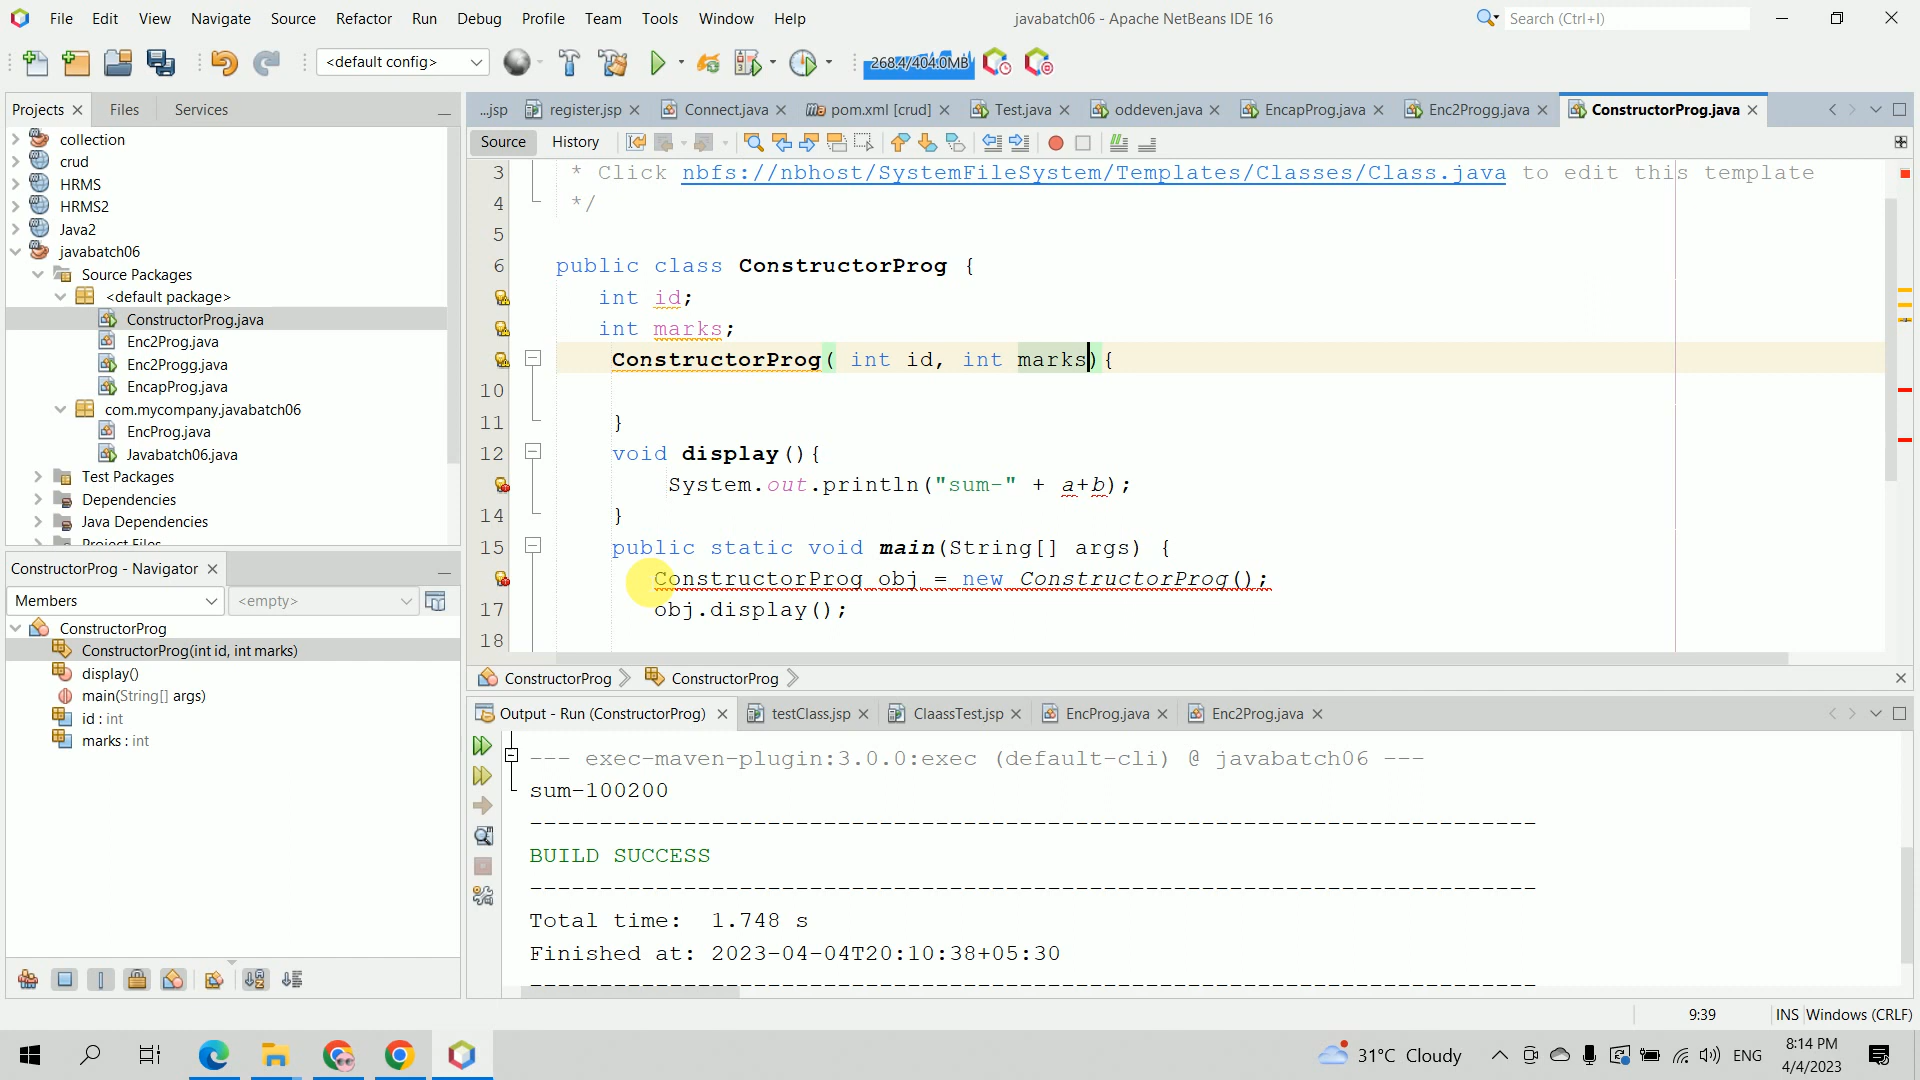 File Edit View Navigate Source Refactor Run Debug Profile Team Tools Window Help
javabatch06 - Apache NetBeans IDE 16
Search (Ctrl+I)
<default config>
268.4/404.0MB
Projects Files Services
...jsp register.jsp Connect.java pom.xml [crud] Test.java oddeven.java EncapProg.java Enc2Progg.java ConstructorProg.java
Source History
collection
crud
HRMS
HRMS2
Java2
javabatch06
Source Packages
<default package>
ConstructorProg.java
Enc2Prog.java
Enc2Progg.java
EncapProg.java
com.mycompany.javabatch06
EncProg.java
Javabatch06.java
Test Packages
Dependencies
Java Dependencies
Project Files
3 * Click nbfs://nbhost/SystemFileSystem/Templates/Classes/Class.java to edit this template
4 */
5
6 public class ConstructorProg {
int id;
int marks;
ConstructorProg( int id, int marks){
10
11 }
12 void display(){
System.out.println("sum-" + a+b);
14 }
15 public static void main(String[] args) {
ConstructorProg obj = new ConstructorProg();
17 obj.display();
18
ConstructorProg ConstructorProg
ConstructorProg - Navigator
Members <empty>
ConstructorProg
ConstructorProg(int id, int marks)
display()
main(String[] args)
id : int
marks : int
Output - Run (ConstructorProg) testClass.jsp ClaassTest.jsp EncProg.java Enc2Prog.java
--- exec-maven-plugin:3.0.0:exec (default-cli) @ javabatch06 ---
sum-100200
------------------------------------------------------------------------
BUILD SUCCESS
------------------------------------------------------------------------
Total time:  1.748 s
Finished at: 2023-04-04T20:10:38+05:30
------------------------------------------------------------------------
9:39 INS Windows (CRLF)
31°C Cloudy
ENG
8:14 PM
4/4/2023